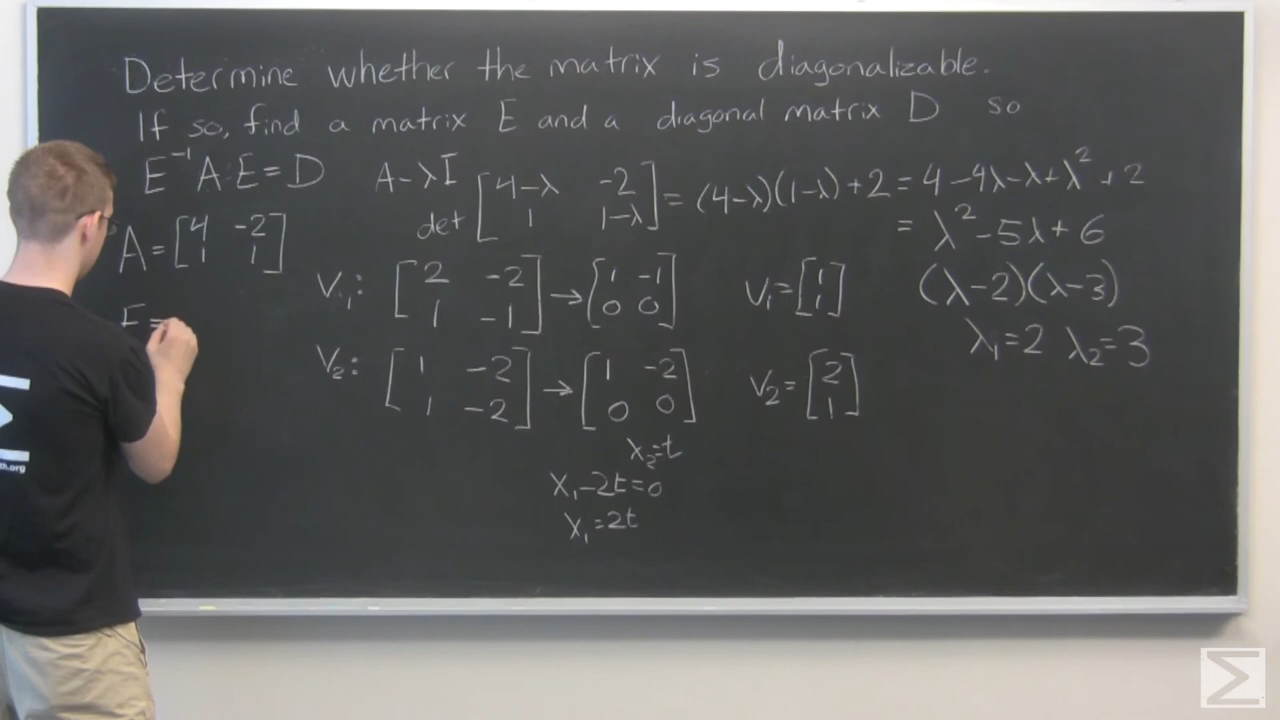 Determine whether the matrix is diagonalizable.
If so, find a matrix E and a diagonal matrix D so
E⁻¹A·E=D
A=[4 -2; 1 1]
E=
A-λI
det [4-λ -2; 1 1-λ] = (4-λ)(1-λ)+2 = 4-4λ-λ+λ²+2
= λ²-5λ+6
(λ-2)(λ-3)
λ₁=2 λ₂=3
V₁: [2 -2; 1 -1] → [1 -1; 0 0] V₁=[1; 1]
V₂: [1 -2; 1 -2] → [1 -2; 0 0] V₂=[2; 1]
x₂=t
x₁-2t=0
x₁=2t
Σ
th.org
Σ